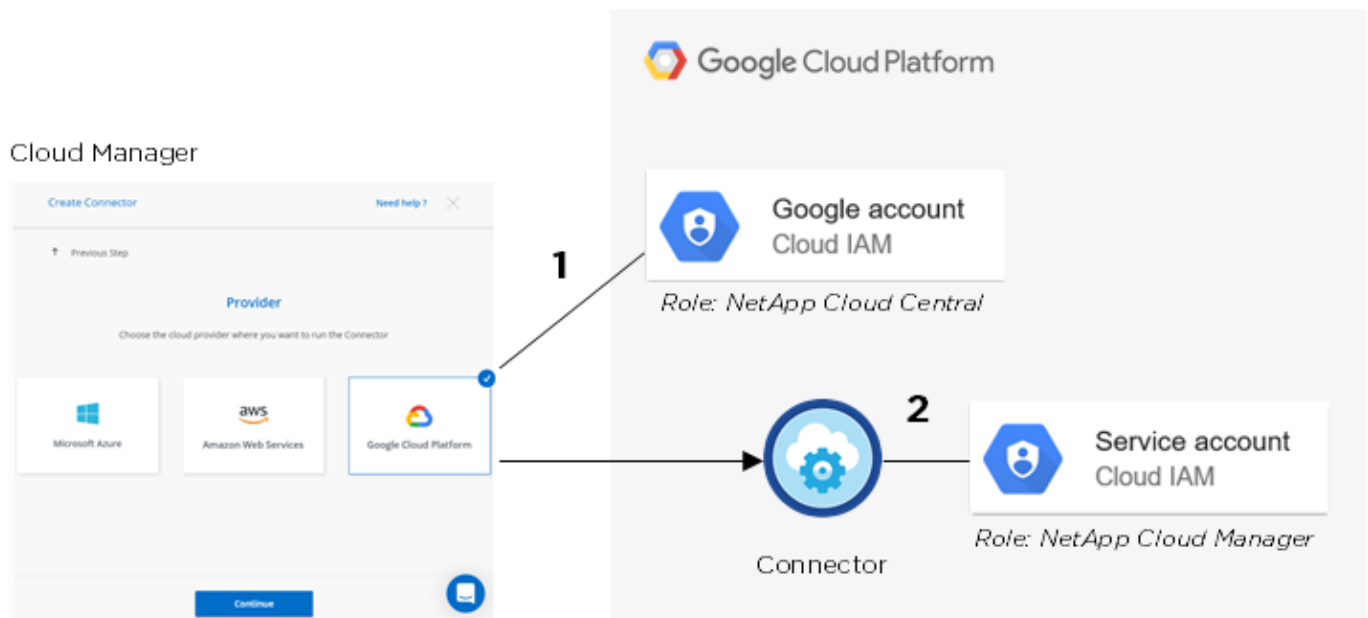 Google Cloud Platform
Cloud Manager
Create Connector
Need help ?
Previous Step
Provider
Choose the cloud provider where you want to run the Connector
Microsoft Azure
aws
Amazon Web Services
Google Cloud Platform
Continue
1
Google account
Cloud IAM
Role: NetApp Cloud Central
2
Connector
Service account
Cloud IAM
Role: NetApp Cloud Manager